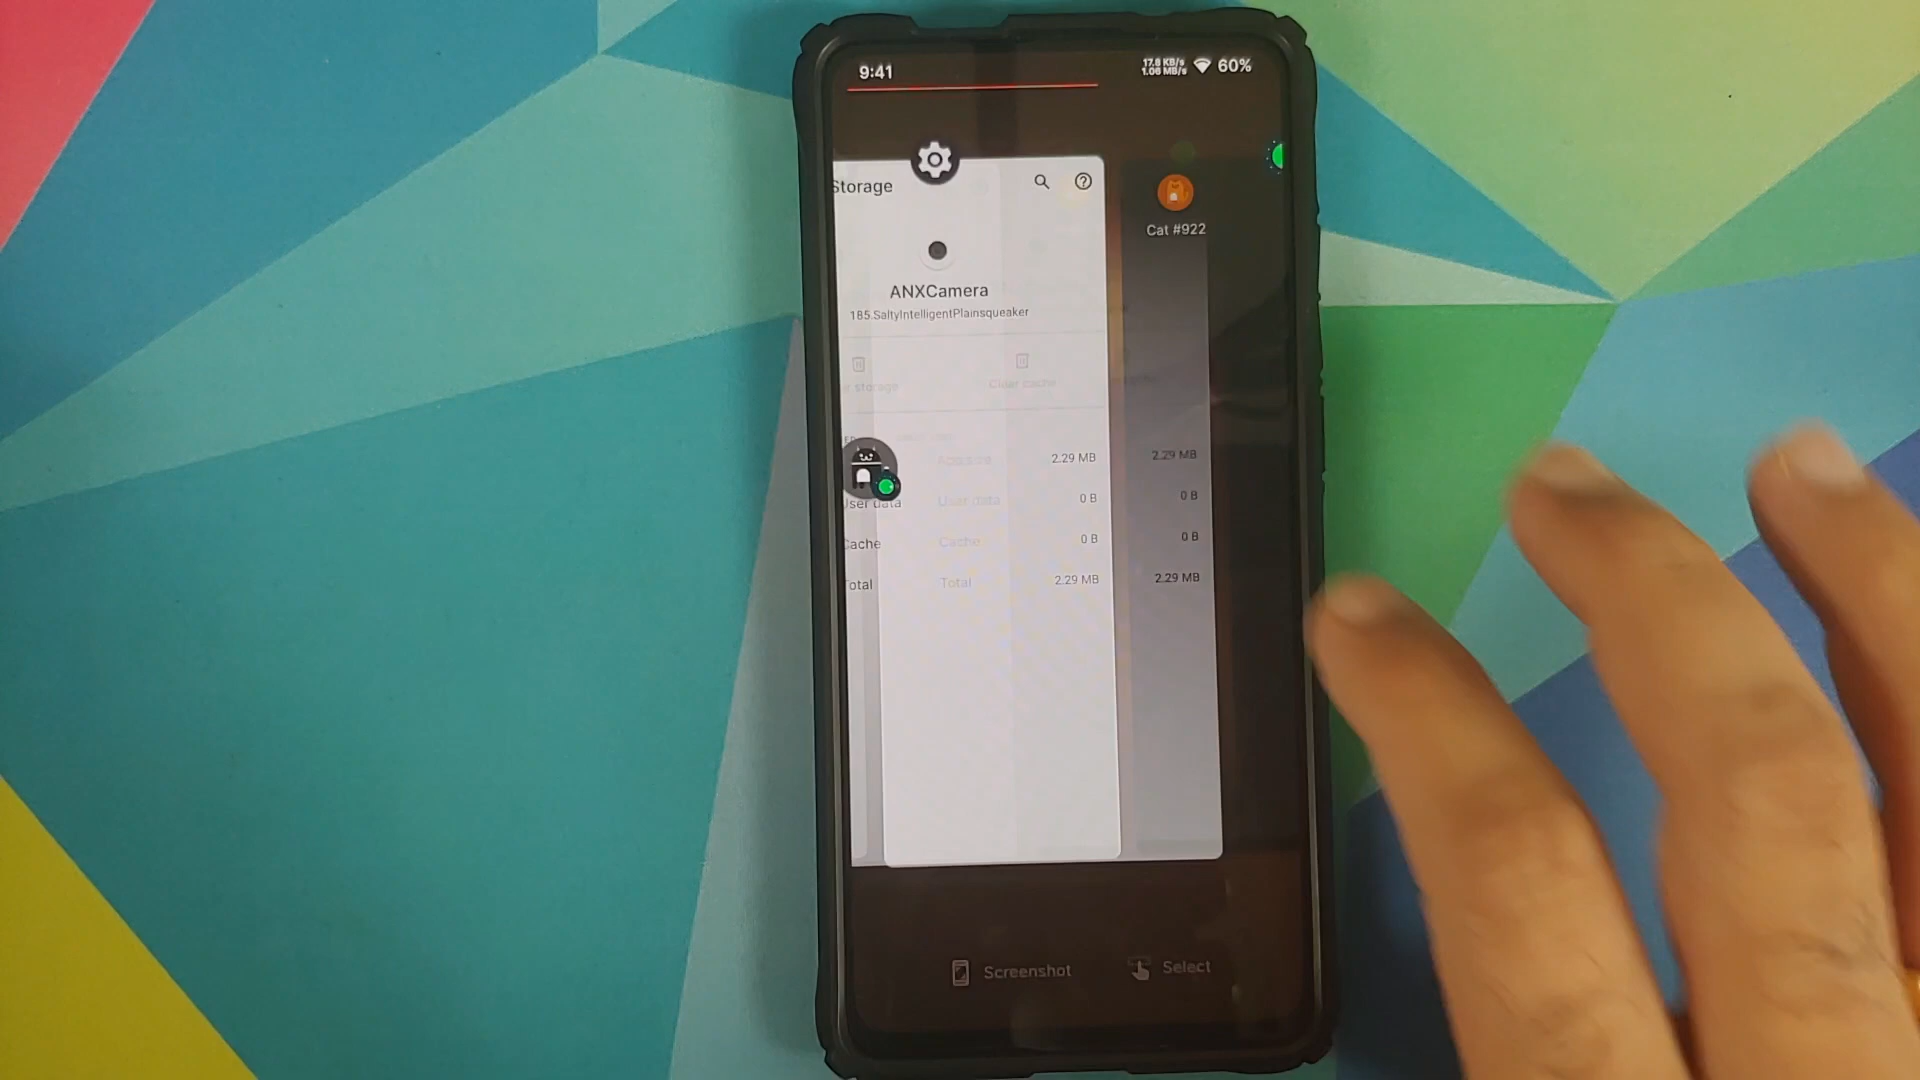 9:41
17.8 KB/s
1.06 MB/s
60%
Storage
Cat #922
ANXCamera
185.SaltyIntelligentPlainsqueaker
storage
Clear cache
App size 2.29 MB 2.29 MB
User data User data 0 B 0 B
Cache Cache 0 B 0 B
Total Total 2.29 MB 2.29 MB
Screenshot Select